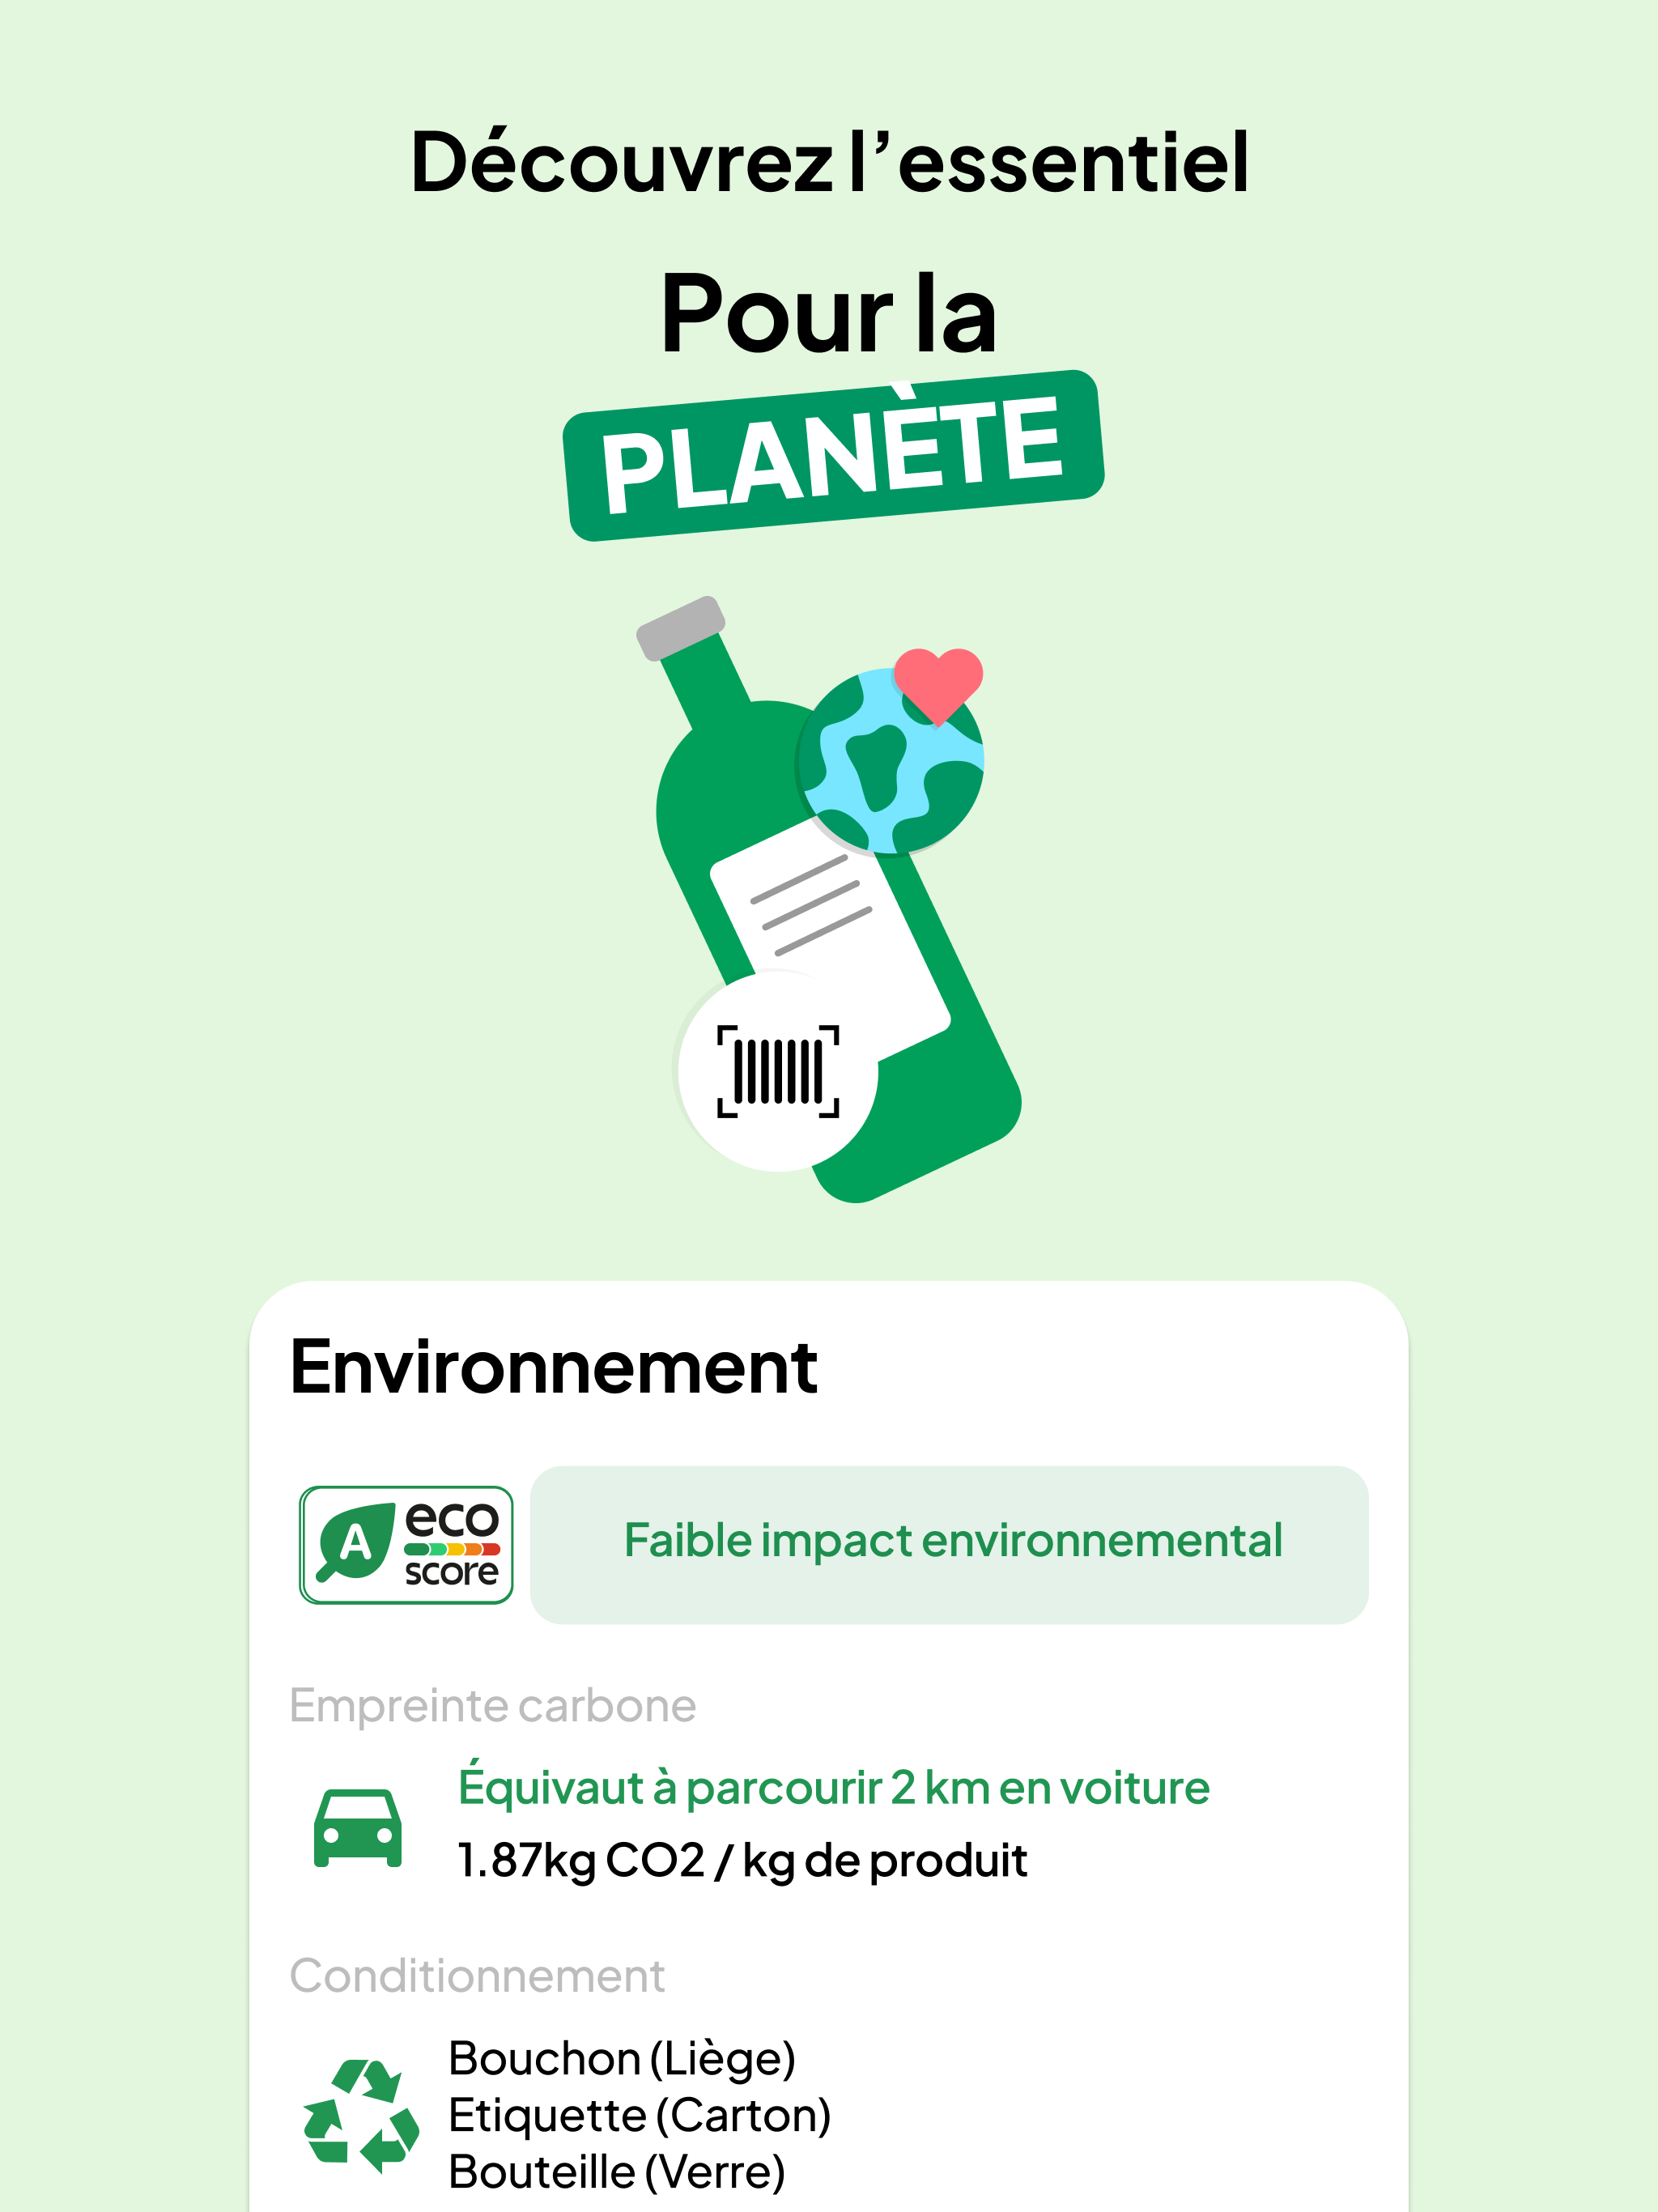 Découvrez l’essentiel
Pour la
PLANÈTE
Environnement
A
eco
score
Faible impact environnemental
Empreinte carbone
Équivaut à parcourir 2 km en voiture
1.87kg CO2 / kg de produit
Conditionnement
Bouchon (Liège)
Etiquette (Carton)
Bouteille (Verre)